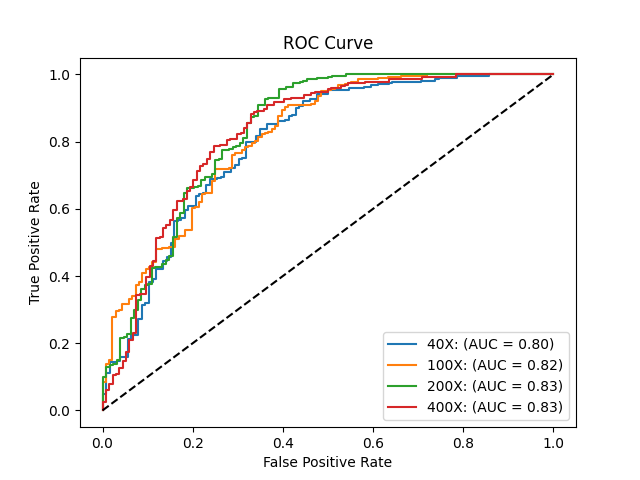 ROC Curve
1.0
0.8
0.6
0.4
0.2
0.0
True Positive Rate
0.0 0.2 0.4 0.6 0.8 1.0
False Positive Rate
40X: (AUC = 0.80)
100X: (AUC = 0.82)
200X: (AUC = 0.83)
400X: (AUC = 0.83)